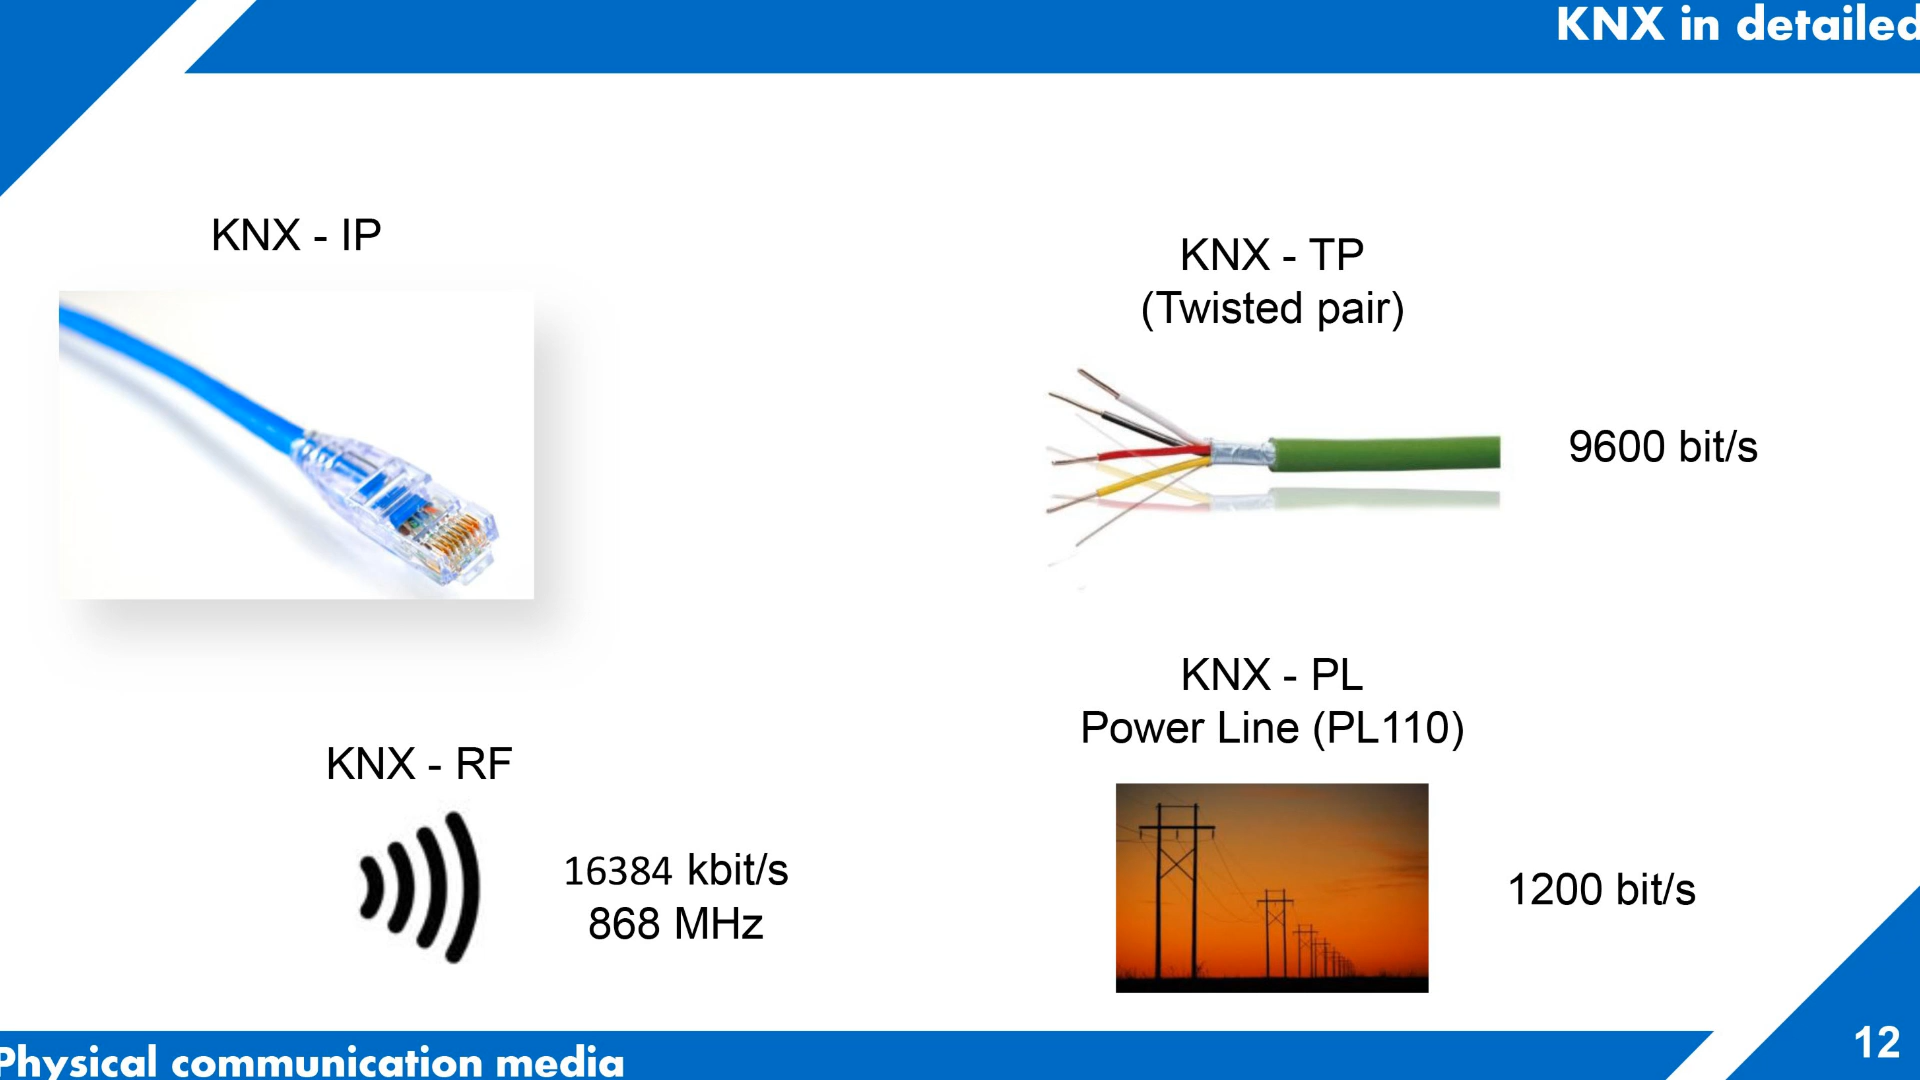 KNX in detailed
KNX - IP
KNX - TP
(Twisted pair)
9600 bit/s
KNX - RF
16384 kbit/s
868 MHz
KNX - PL
Power Line (PL110)
1200 bit/s
Physical communication media
12